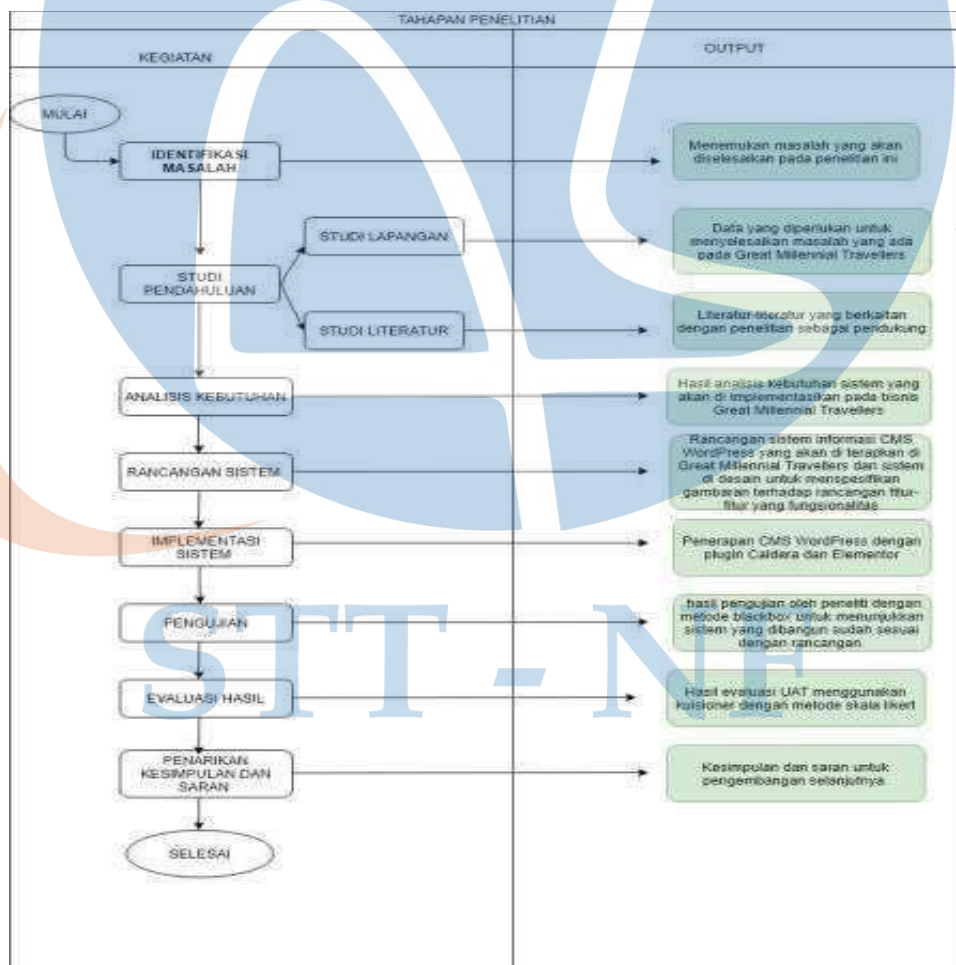 TAHAPAN PENELITIAN
KEGIATAN
OUTPUT
MULAI
IDENTIFIKASI
MASALAH
Menemukan masalah yang akan
diselesaikan pada penelitian ini
STUDI LAPANGAN
Data yang diperlukan untuk
menyelesaikan masalah yang ada
pada Great Millennial Travellers
STUDI
PENDAHULUAN
STUDI LITERATUR
Literatur-literatur yang berkaitan
dengan penelitian sebagai pendukung
ANALISIS KEBUTUHAN
Hasil analisis kebutuhan sistem yang
akan di implementasikan pada bisnis
Great Millennial Travellers
RANCANGAN SISTEM
Rancangan sistem informasi CMS
WordPress yang akan di terapkan di
Great Millennial Travellers dan sistem
di desain untuk menspesifikan
gambaran terhadap rancangan fitur-
fitur yang fungsionalitas
IMPLEMENTASI
SISTEM
Penerapan CMS WordPress dengan
plugin Caldera dan Elementor
PENGUJIAN
hasil pengujian oleh peneliti dengan
metode blackbox untuk menunjukkan
sistem yang dibangun sudah sesuai
dengan rancangan
STT - NF
EVALUASI HASIL
Hasil evaluasi UAT menggunakan
kuisioner dengan metode skala likert
PENARIKAN
KESIMPULAN DAN
SARAN
Kesimpulan dan saran untuk
pengembangan selanjutnya
SELESAI